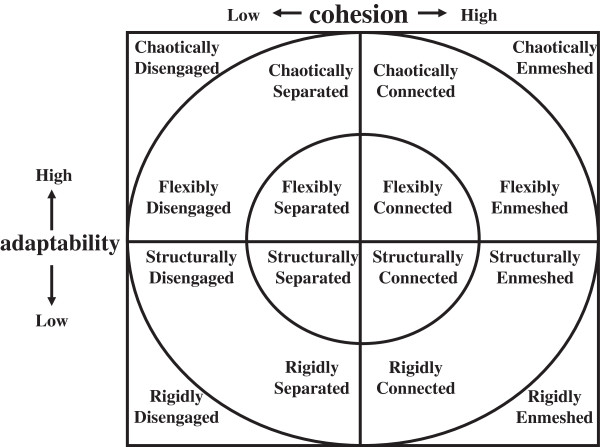 Low cohesion High
Chaotically Disengaged
Chaotically Separated
Chaotically Connected
Chaotically Enmeshed
High
adaptability
Low
Flexibly Disengaged
Flexibly Separated
Flexibly Connected
Flexibly Enmeshed
Structurally Disengaged
Structurally Separated
Structurally Connected
Structurally Enmeshed
Rigidly Disengaged
Rigidly Separated
Rigidly Connected
Rigidly Enmeshed